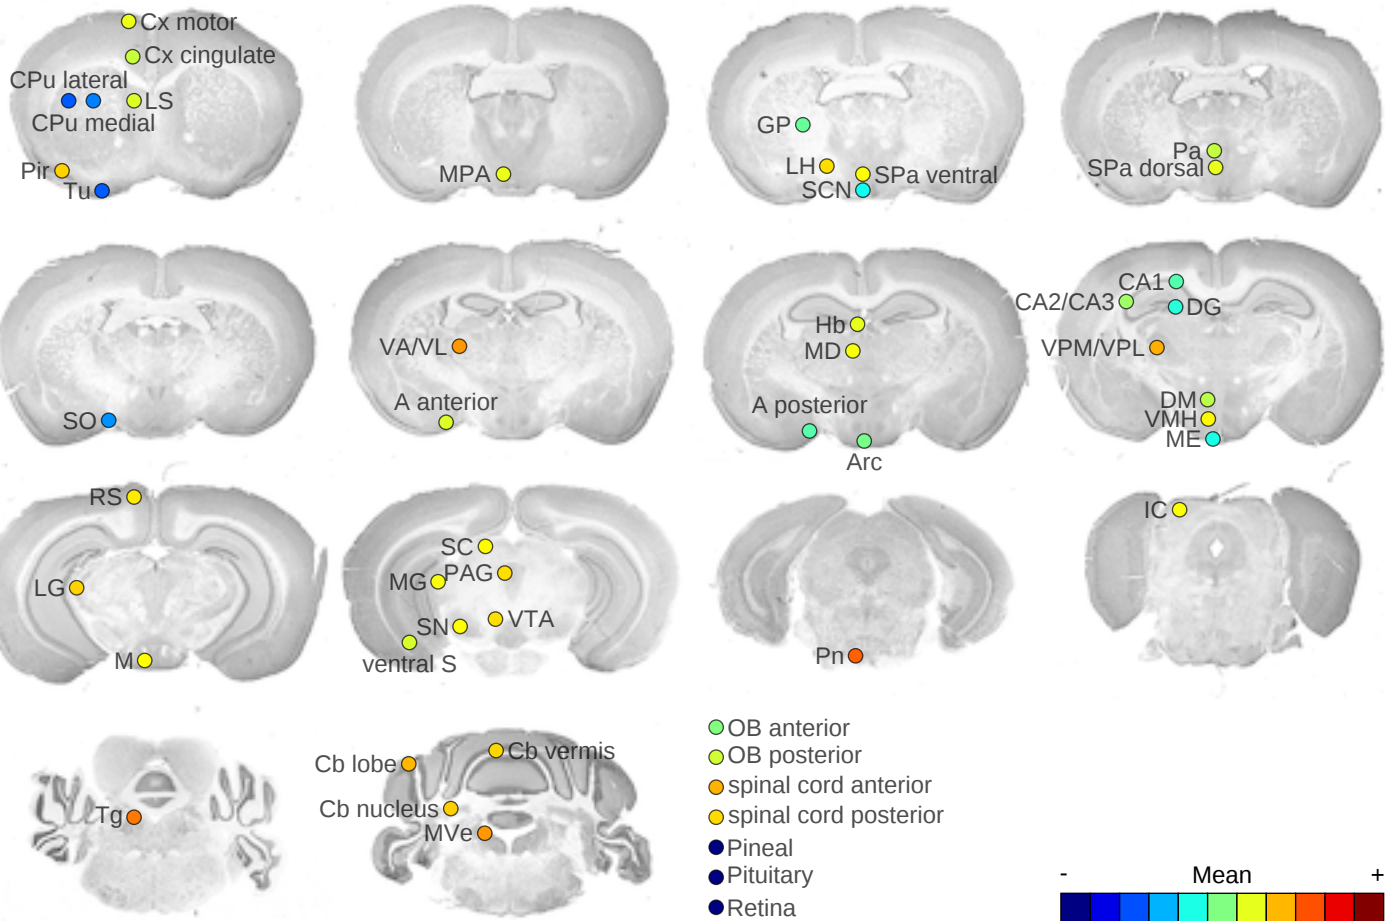 Cx motor
Cx cingulate
CPu lateral
LS
CPu medial
Pir
Tu
MPA
GP
LH
SPa ventral
SCN
Pa
SPa dorsal
SO
VA/VL
A anterior
Hb
MD
A posterior
Arc
CA1
CA2/CA3
DG
VPM/VPL
DM
VMH
ME
RS
LG
M
SC
MG
PAG
SN
VTA
ventral S
Pn
IC
Tg
Cb lobe
Cb vermis
Cb nucleus
MVe
OB anterior
OB posterior
spinal cord anterior
spinal cord posterior
Pineal
Pituitary
Retina
- Mean +